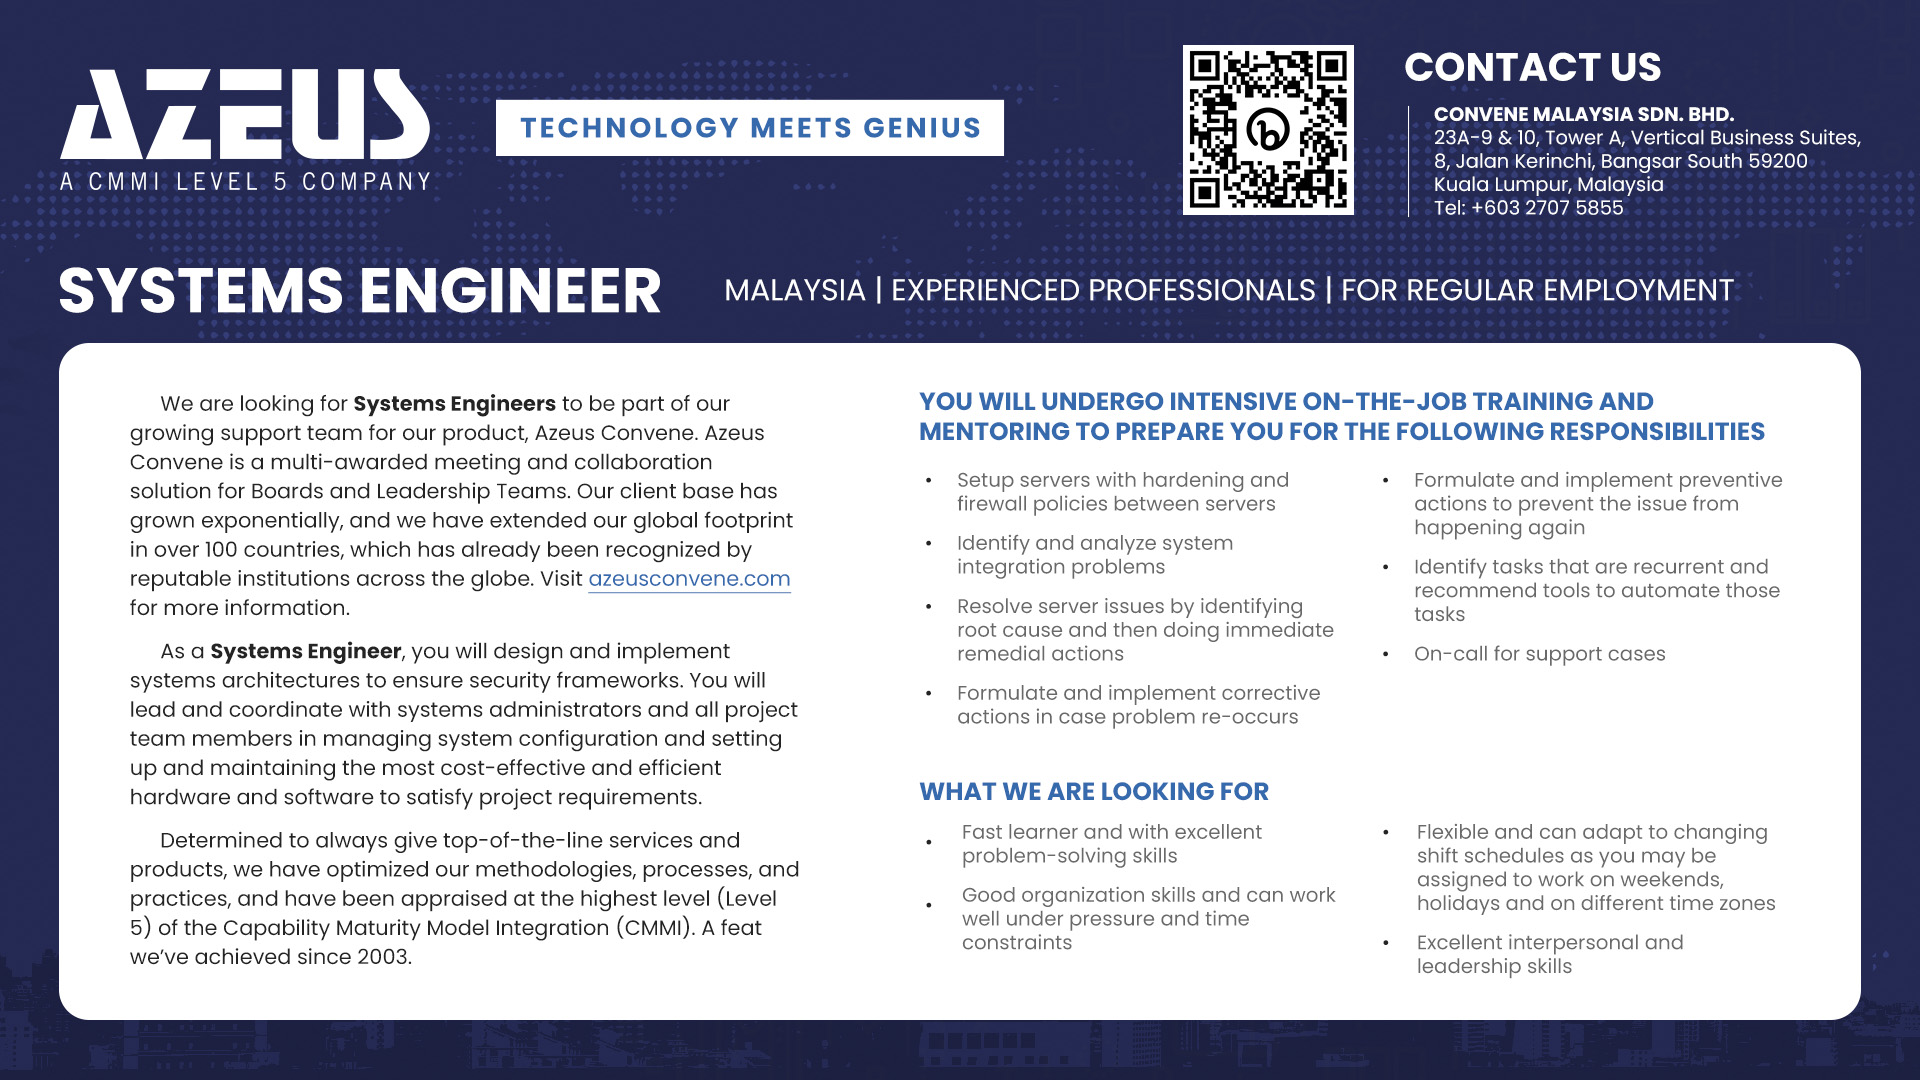 AZEUS
A CMMI LEVEL 5 COMPANY
TECHNOLOGY MEETS GENIUS
CONTACT US
CONVENE MALAYSIA SDN. BHD.
23A-9 & 10, Tower A, Vertical Business Suites,
8, Jalan Kerinchi, Bangsar South 59200
Kuala Lumpur, Malaysia
Tel: +603 2707 5855
SYSTEMS ENGINEER
MALAYSIA | EXPERIENCED PROFESSIONALS | FOR REGULAR EMPLOYMENT
We are looking for Systems Engineers to be part of our
growing support team for our product, Azeus Convene. Azeus
Convene is a multi-awarded meeting and collaboration
solution for Boards and Leadership Teams. Our client base has
grown exponentially, and we have extended our global footprint
in over 100 countries, which has already been recognized by
reputable institutions across the globe. Visit azeusconvene.com
for more information.
As a Systems Engineer, you will design and implement
systems architectures to ensure security frameworks. You will
lead and coordinate with systems administrators and all project
team members in managing system configuration and setting
up and maintaining the most cost-effective and efficient
hardware and software to satisfy project requirements.
Determined to always give top-of-the-line services and
products, we have optimized our methodologies, processes, and
practices, and have been appraised at the highest level (Level
5) of the Capability Maturity Model Integration (CMMI). A feat
we've achieved since 2003.
YOU WILL UNDERGO INTENSIVE ON-THE-JOB TRAINING AND
MENTORING TO PREPARE YOU FOR THE FOLLOWING RESPONSIBILITIES
• Setup servers with hardening and
firewall policies between servers
• Identify and analyze system
integration problems
• Resolve server issues by identifying
root cause and then doing immediate
remedial actions
• Formulate and implement corrective
actions in case problem re-occurs
• Formulate and implement preventive
actions to prevent the issue from
happening again
• Identify tasks that are recurrent and
recommend tools to automate those
tasks
• On-call for support cases
WHAT WE ARE LOOKING FOR
• Fast learner and with excellent
problem-solving skills
• Good organization skills and can work
well under pressure and time
constraints
• Flexible and can adapt to changing
shift schedules as you may be
assigned to work on weekends,
holidays and on different time zones
• Excellent interpersonal and
leadership skills